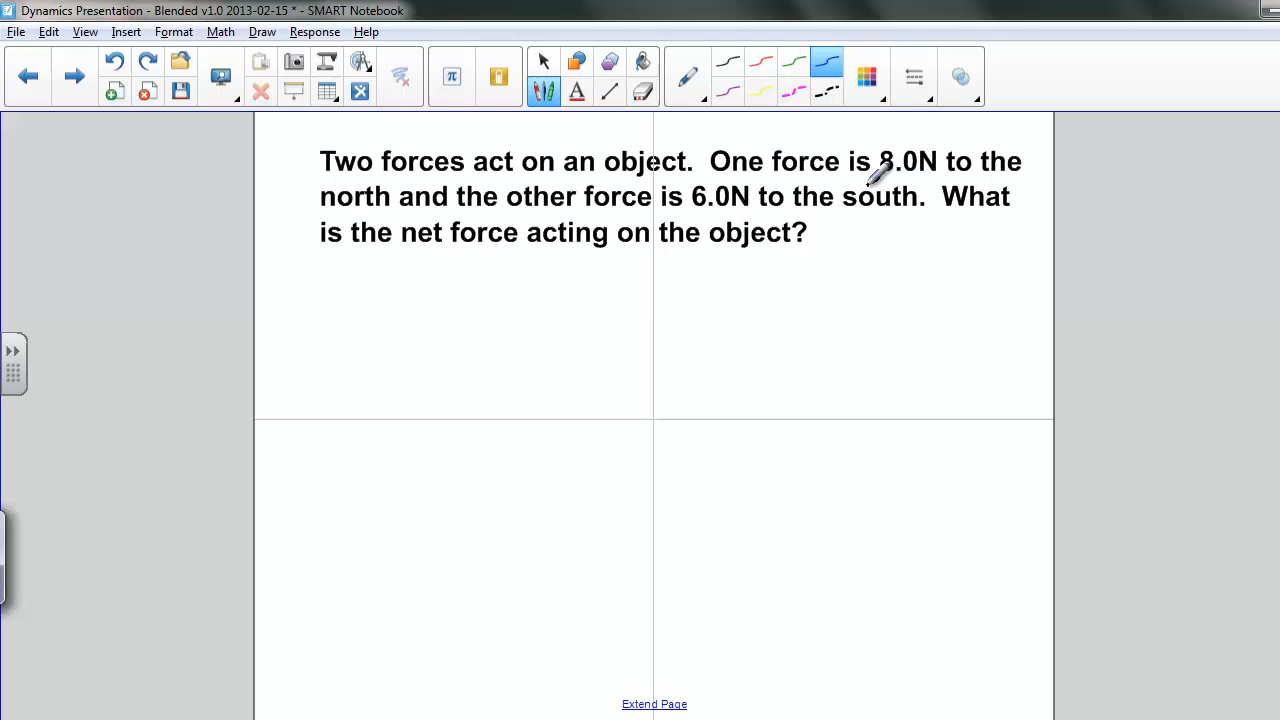 Dynamics Presentation - Blended v1.0 2013-02-15 * - SMART Notebook
File Edit View Insert Format Math Draw Response Help
π
A
Two forces act on an object.  One force is 8.0N to the
north and the other force is 6.0N to the south.  What
is the net force acting on the object?
Extend Page